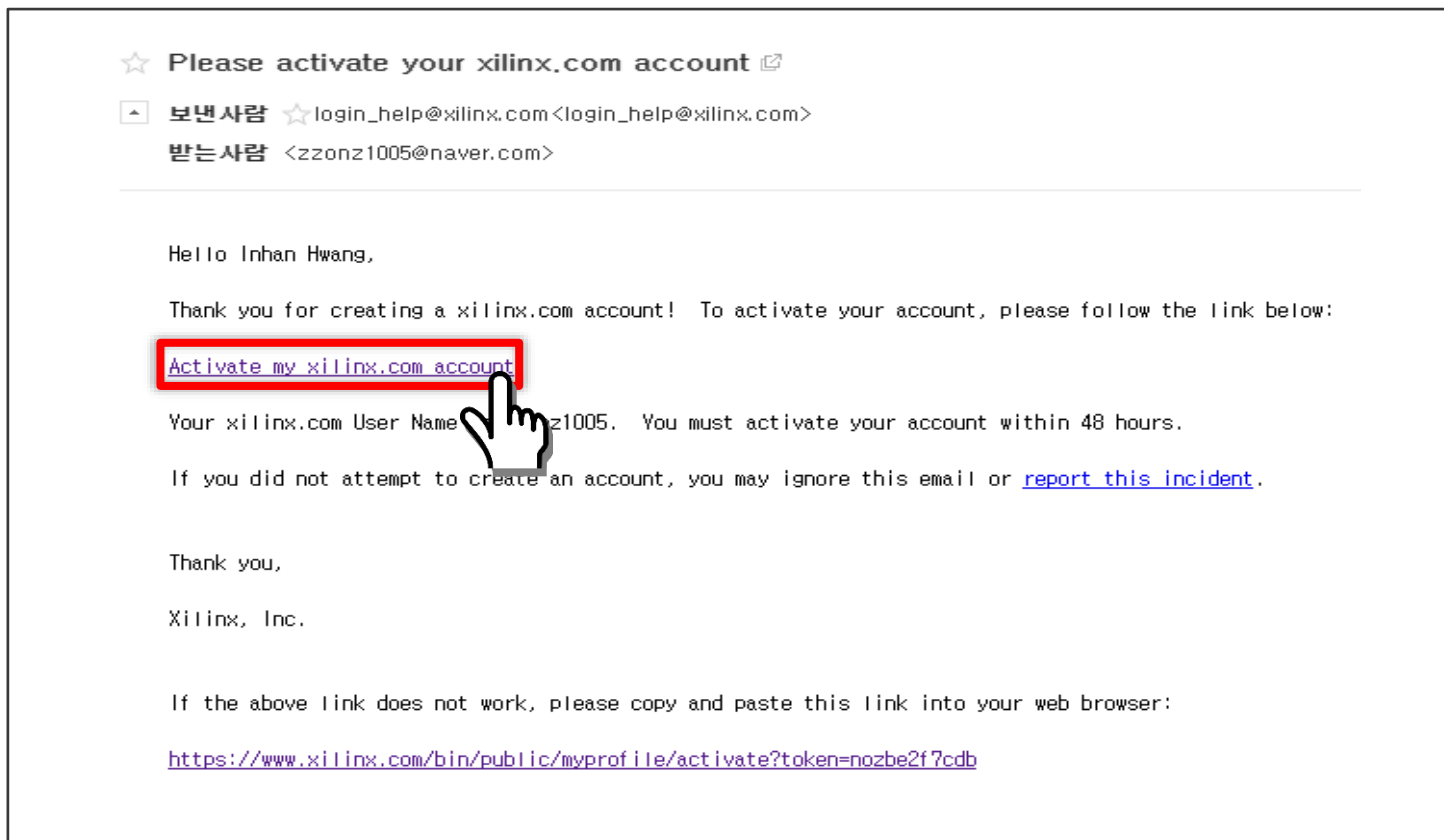 Please activate your xilinx.com account
보낸사람 login_help@xilinx.com<login_help@xilinx.com>
받는사람 <zzonz1005@naver.com>
Hello Inhan Hwang,
Thank you for creating a xilinx.com account! To activate your account, please follow the link below:
Activate my xilinx.com account
Your xilinx.com User Name z1005. You must activate your account within 48 hours.
If you did not attempt to create an account, you may ignore this email or report this incident.
Thank you,
Xilinx, Inc.
If the above link does not work, please copy and paste this link into your web browser:
https://www.xilinx.com/bin/public/myprofile/activate?token=nozbe2f7cdb